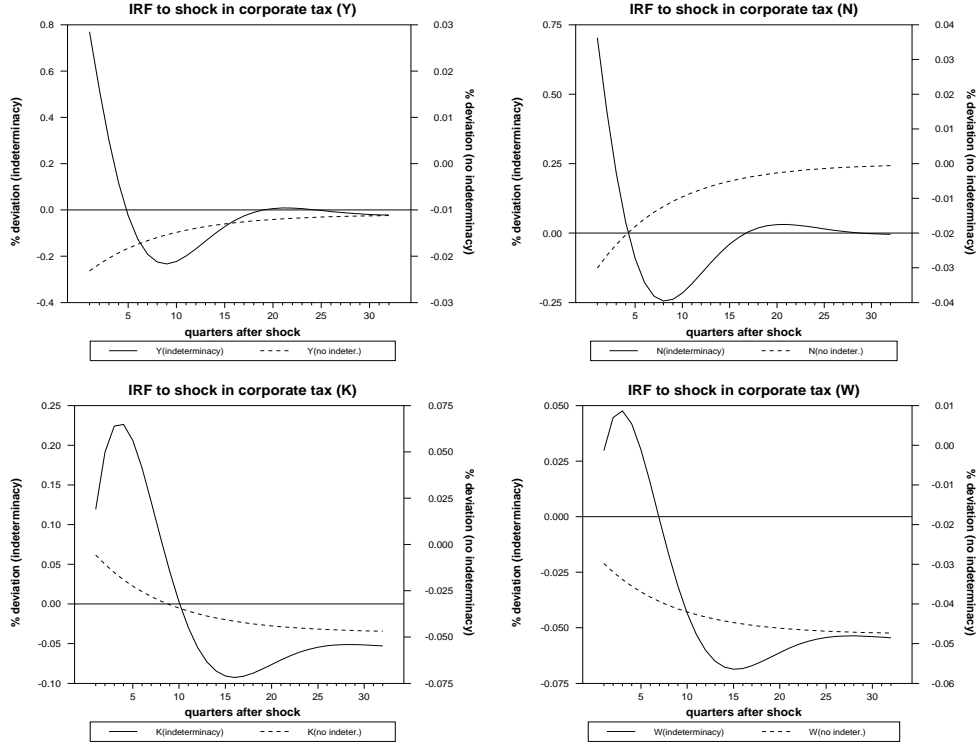 IRF to shock in corporate tax (Y)
% deviation (indeterminacy)
0.8
0.6
0.4
0.2
0.0
-0.2
-0.4
0.03
0.02
0.01
0.00
-0.01
-0.02
-0.03
% deviation (no indeterminacy)
5 10 15 20 25 30
quarters after shock
Y(indeterminacy) Y(no indeter.)
IRF to shock in corporate tax (N)
% deviation (indeterminacy)
0.75
0.50
0.25
0.00
-0.25
0.04
0.03
0.02
0.01
0.00
-0.01
-0.02
-0.03
-0.04
% deviation (no indeterminacy)
5 10 15 20 25 30
quarters after shock
N(indeterminacy) N(no indeter.)
IRF to shock in corporate tax (K)
% deviation (indeterminacy)
0.25
0.20
0.15
0.10
0.05
0.00
-0.05
-0.10
0.075
0.050
0.025
0.000
-0.025
-0.050
-0.075
% deviation (no indeterminacy)
5 10 15 20 25 30
quarters after shock
K(indeterminacy) K(no indeter.)
IRF to shock in corporate tax (W)
% deviation (indeterminacy)
0.050
0.025
0.000
-0.025
-0.050
-0.075
0.01
0.00
-0.01
-0.02
-0.03
-0.04
-0.05
-0.06
% deviation (no indeterminacy)
5 10 15 20 25 30
quarters after shock
W(indeterminacy) W(no indeter.)